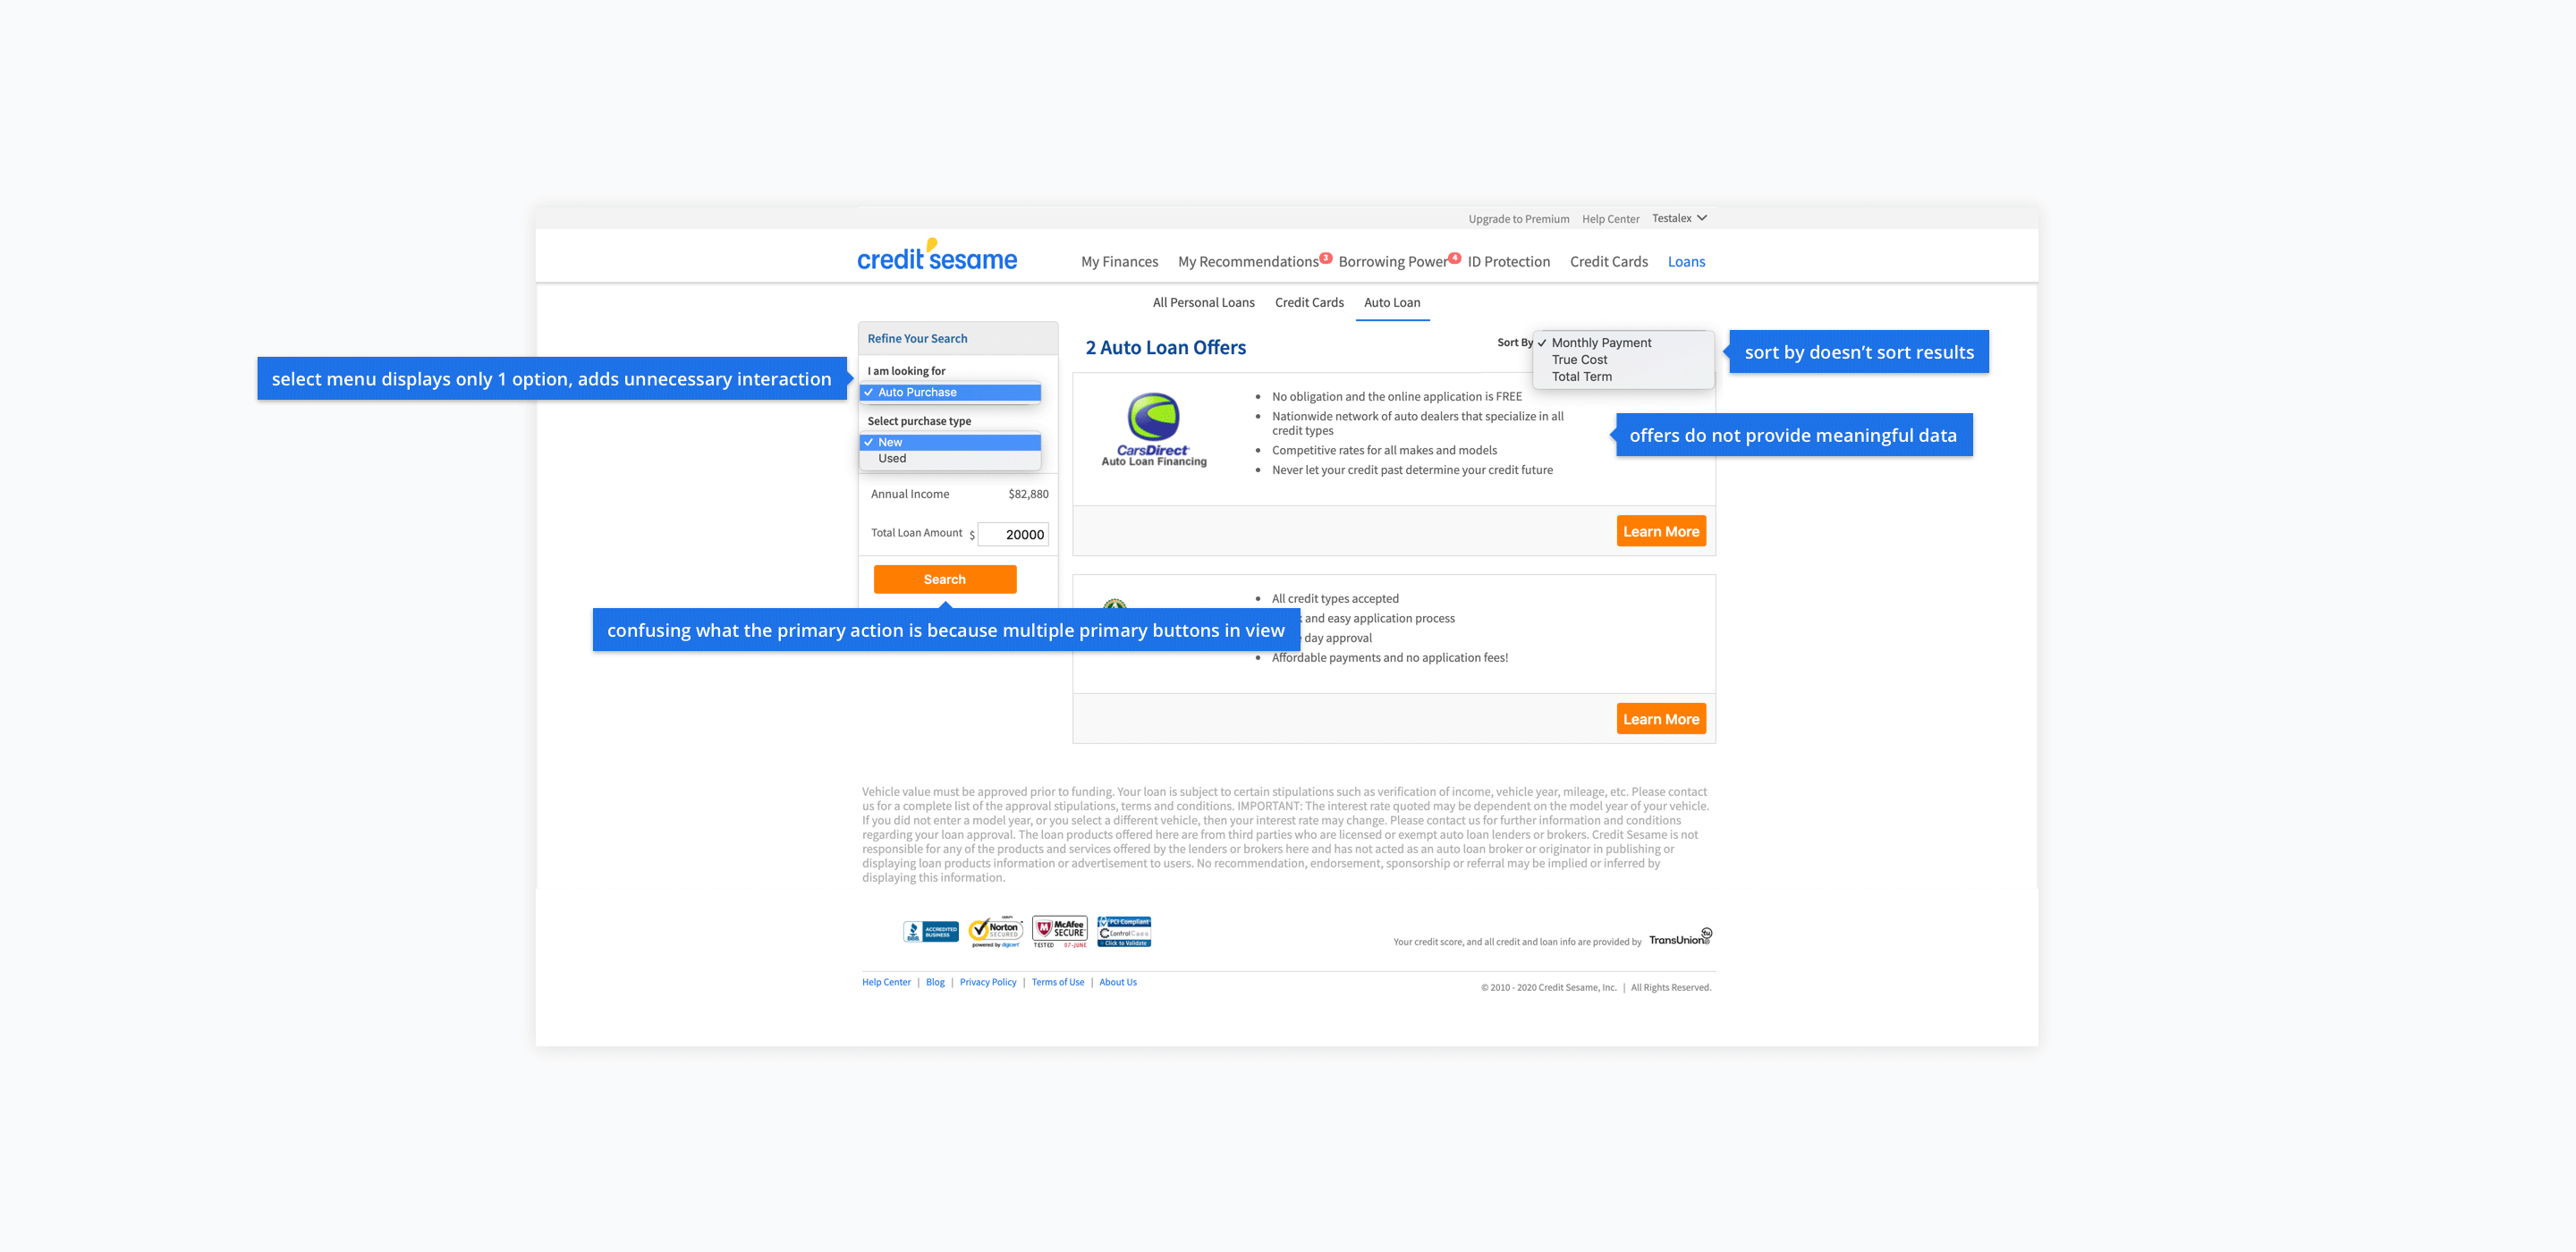 Upgrade to Premium Help Center Testalex
credit sesame
My Finances My Recommendations 3 Borrowing Power 4 ID Protection Credit Cards Loans
All Personal Loans Credit Cards Auto Loan
Refine Your Search
I am looking for
Auto Purchase
select menu displays only 1 option, adds unnecessary interaction
Select purchase type
New
Used
Annual Income $82,880
Total Loan Amount $ 20000
Search
confusing what the primary action is because multiple primary buttons in view
2 Auto Loan Offers
Sort By
Monthly Payment
True Cost
Total Term
sort by doesn't sort results
CarsDirect
Auto Loan Financing
• No obligation and the online application is FREE
• Nationwide network of auto dealers that specialize in all
credit types
• Competitive rates for all makes and models
• Never let your credit past determine your credit future
offers do not provide meaningful data
Learn More
• All credit types accepted
and easy application process
day approval
• Affordable payments and no application fees!
Learn More
Vehicle value must be approved prior to funding. Your loan is subject to certain stipulations such as verification of income, vehicle year, mileage, etc. Please contact
us for a complete list of the approval stipulations, terms and conditions. IMPORTANT: The interest rate quoted may be dependent on the model year of your vehicle.
If you did not enter a model year, or you select a different vehicle, then your interest rate may change. Please contact us for further information and conditions
regarding your loan approval. The loan products offered here are from third parties who are licensed or exempt auto loan lenders or brokers. Credit Sesame is not
responsible for any of the products and services offered by the lenders or brokers here and has not acted as an auto loan broker or originator in publishing or
displaying loan products information or advertisement to users. No recommendation, endorsement, sponsorship or referral may be implied or inferred by
displaying this information.
ACCREDITED
BUSINESS
Norton
SECURED
powered by digicert
McAfee
SECURE
TESTED 07-JUNE
PCI Compliant
ControlCase
Click to Validate
Your credit score, and all credit and loan info are provided by TransUnion
Help Center | Blog | Privacy Policy | Terms of Use | About Us
© 2010 - 2020 Credit Sesame, Inc. | All Rights Reserved.